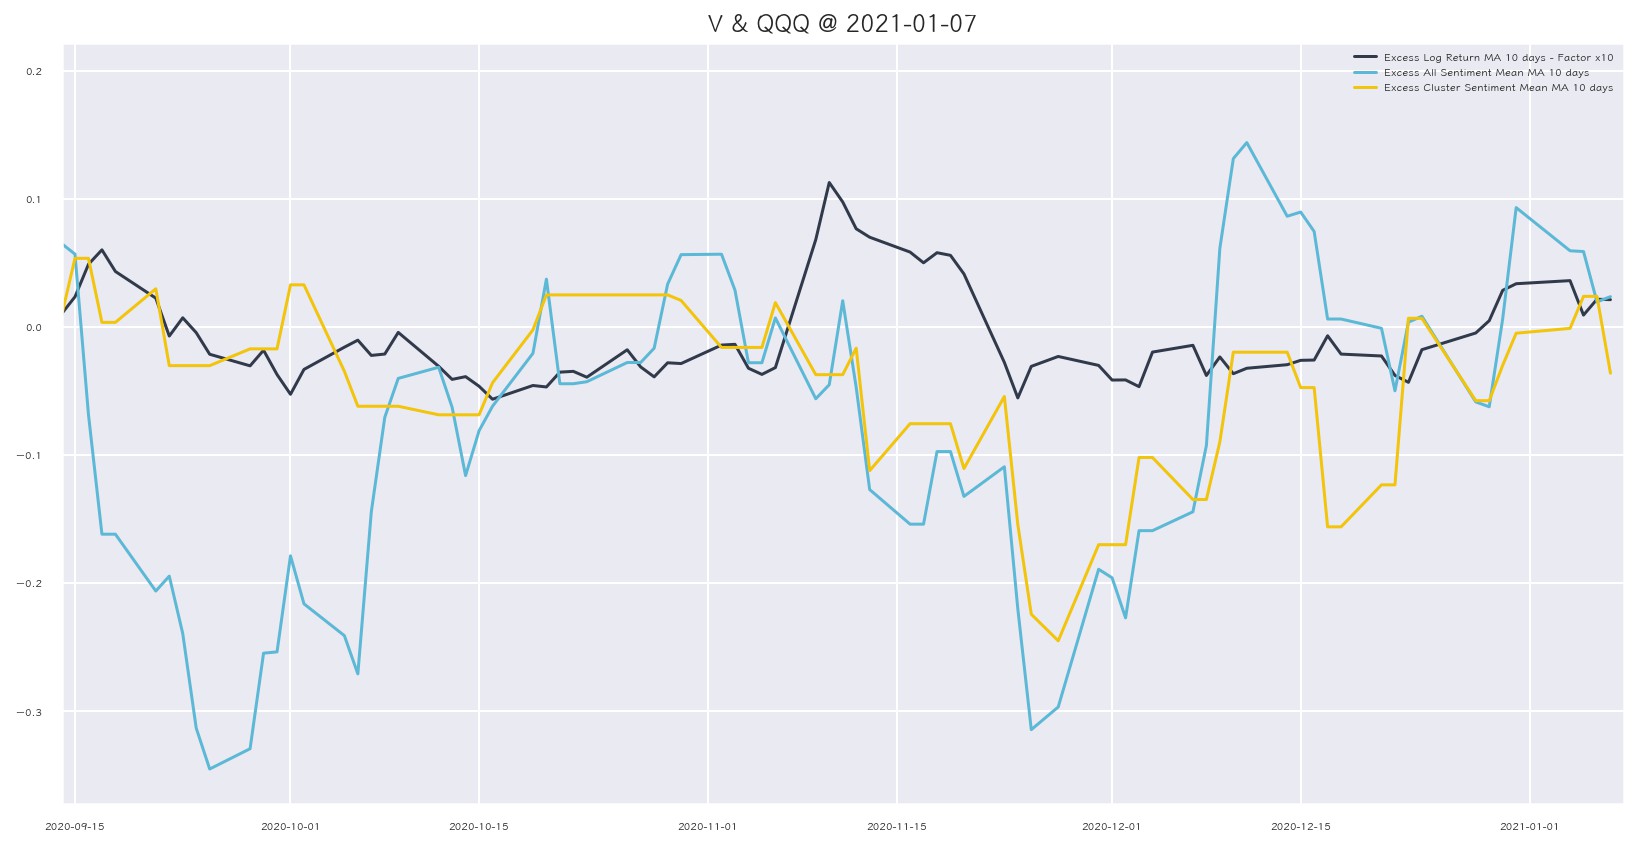 V & QQQ @ 2021-01-07
Excess Log Return MA 10 days - Factor x10
Excess All Sentiment Mean MA 10 days
Excess Cluster Sentiment Mean MA 10 days
0.2
0.1
0.0
−0.1
−0.2
−0.3
2020-09-15 2020-10-01 2020-10-15 2020-11-01 2020-11-15 2020-12-01 2020-12-15 2021-01-01